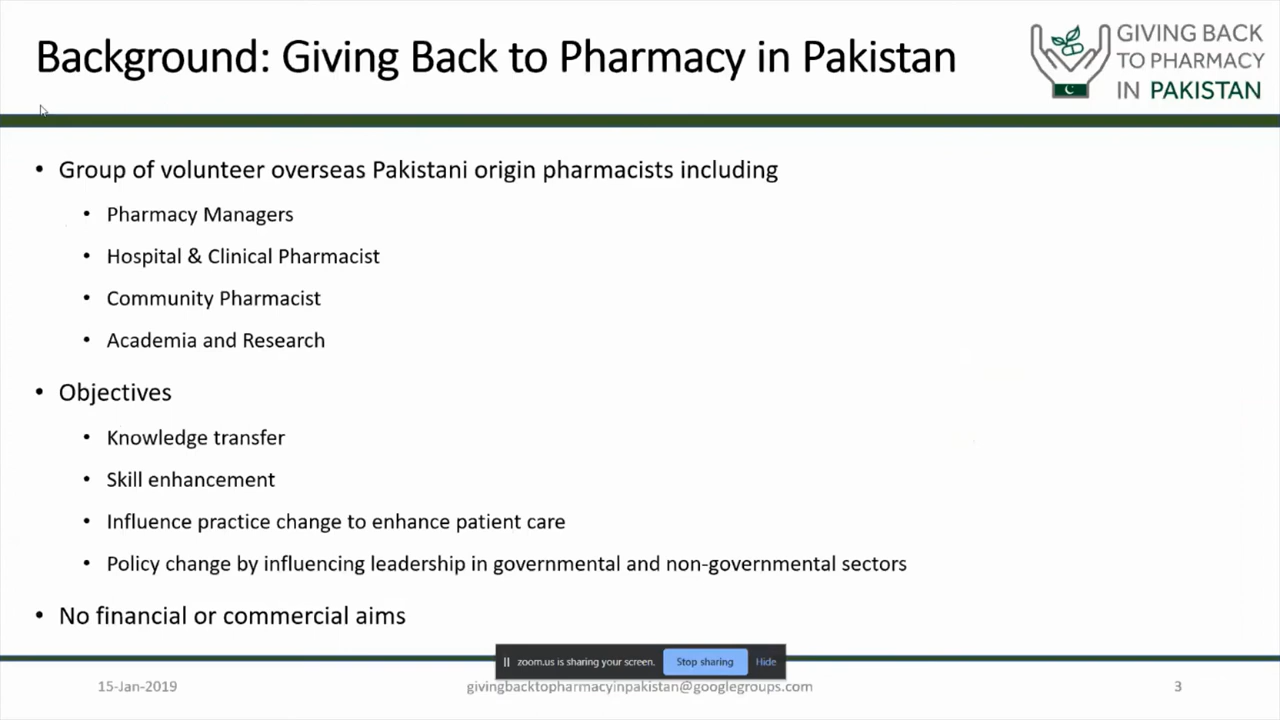 Background: Giving Back to Pharmacy in Pakistan
GIVING BACK
TO PHARMACY
IN PAKISTAN
• Group of volunteer overseas Pakistani origin pharmacists including
• Pharmacy Managers
• Hospital & Clinical Pharmacist
• Community Pharmacist
• Academia and Research
• Objectives
• Knowledge transfer
• Skill enhancement
• Influence practice change to enhance patient care
• Policy change by influencing leadership in governmental and non-governmental sectors
• No financial or commercial aims
zoom.us is sharing your screen. Stop sharing Hide
15-Jan-2019 givingbacktopharmacyinpakistan@googlegroups.com 3